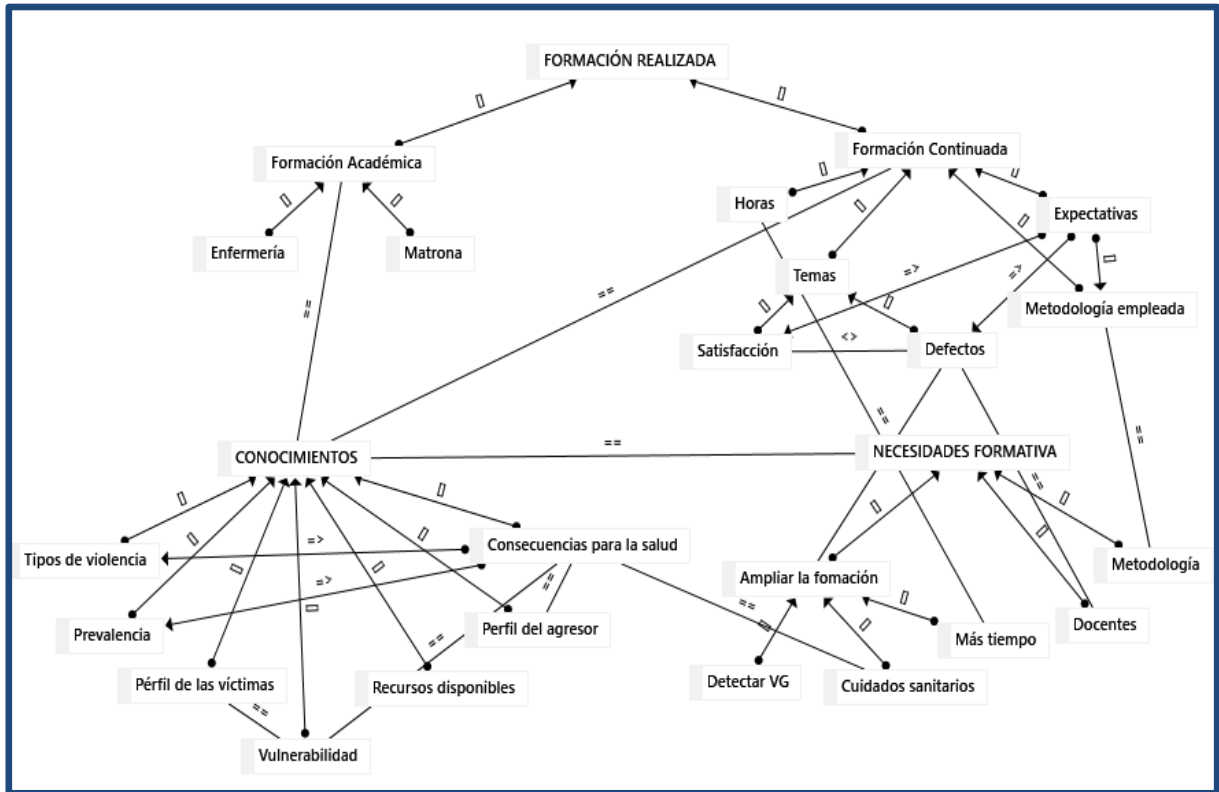 FORMACIÓN REALIZADA
[]
[]
Formación Académica
Formación Continuada
[]
[]
[]
[]
Horas
[]
[]
Expectativas
Enfermería
Matrona
Temas
=>
=>
[]
==
==
[]
[]
Metodología empleada
Satisfacción
<>
Defectos
==
==
==
CONOCIMIENTOS
==
NECESIDADES FORMATIVA
[]
[]
[]
[]
==
[]
Tipos de violencia
=>
[]
[]
[]
Consecuencias para la salud
[]
Metodología
=>
==
Ampliar la fomación
Prevalencia
[]
Perfil del agresor
==
==
[]
[]
[]
Más tiempo
Docentes
Pérfil de las víctimas
Recursos disponibles
Detectar VG
Cuidados sanitarios
==
Vulnerabilidad